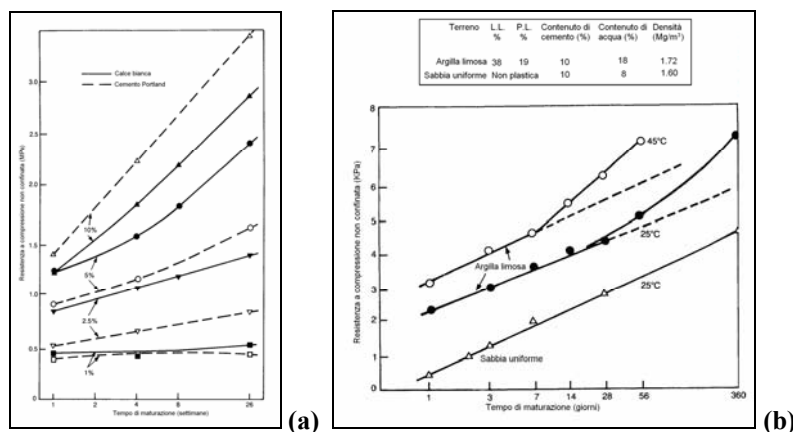 3.0
2.5
2.0
1.5
1.0
0.5
0
Resistenza a compressione non confinata (MPa)
Calce bianca
Cemento Portland
10%
5%
2.5%
1%
1 2 4 8 26
Tempo di maturazione (settimane)
(a)
Terreno L.L. % P.L. % Contenuto di cemento (%) Contenuto di acqua (%) Densità (Mg/m³)
Argilla limosa 38 19 10 18 1.72
Sabbia uniforme Non plastica 10 8 1.60
8
7
6
5
4
3
2
1
0
Resistenza a compressione non confinata (KPa)
45°C
25°C
Argilla limosa
25°C
Sabbia uniforme
1 3 7 14 28 56 360
Tempo di maturazione (giorni)
(b)